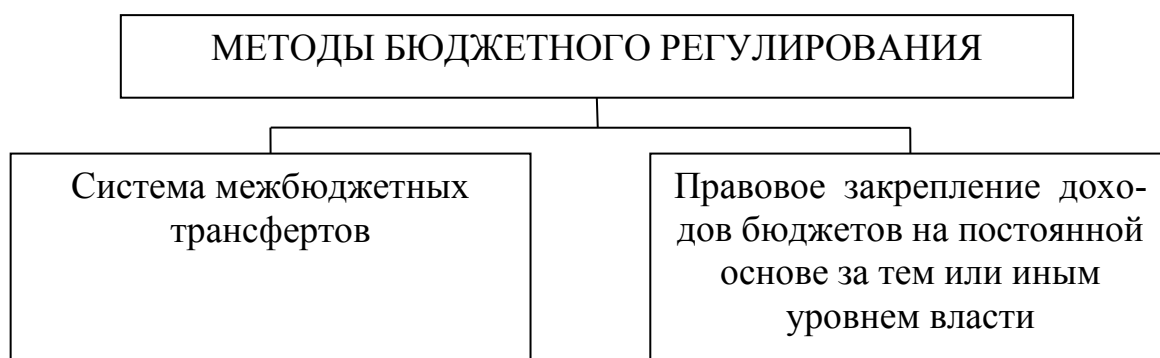 МЕТОДЫ БЮДЖЕТНОГО РЕГУЛИРОВАНИЯ
Система межбюджетных
трансфертов
Правовое закрепление дохо-
дов бюджетов на постоянной
основе за тем или иным
уровнем власти